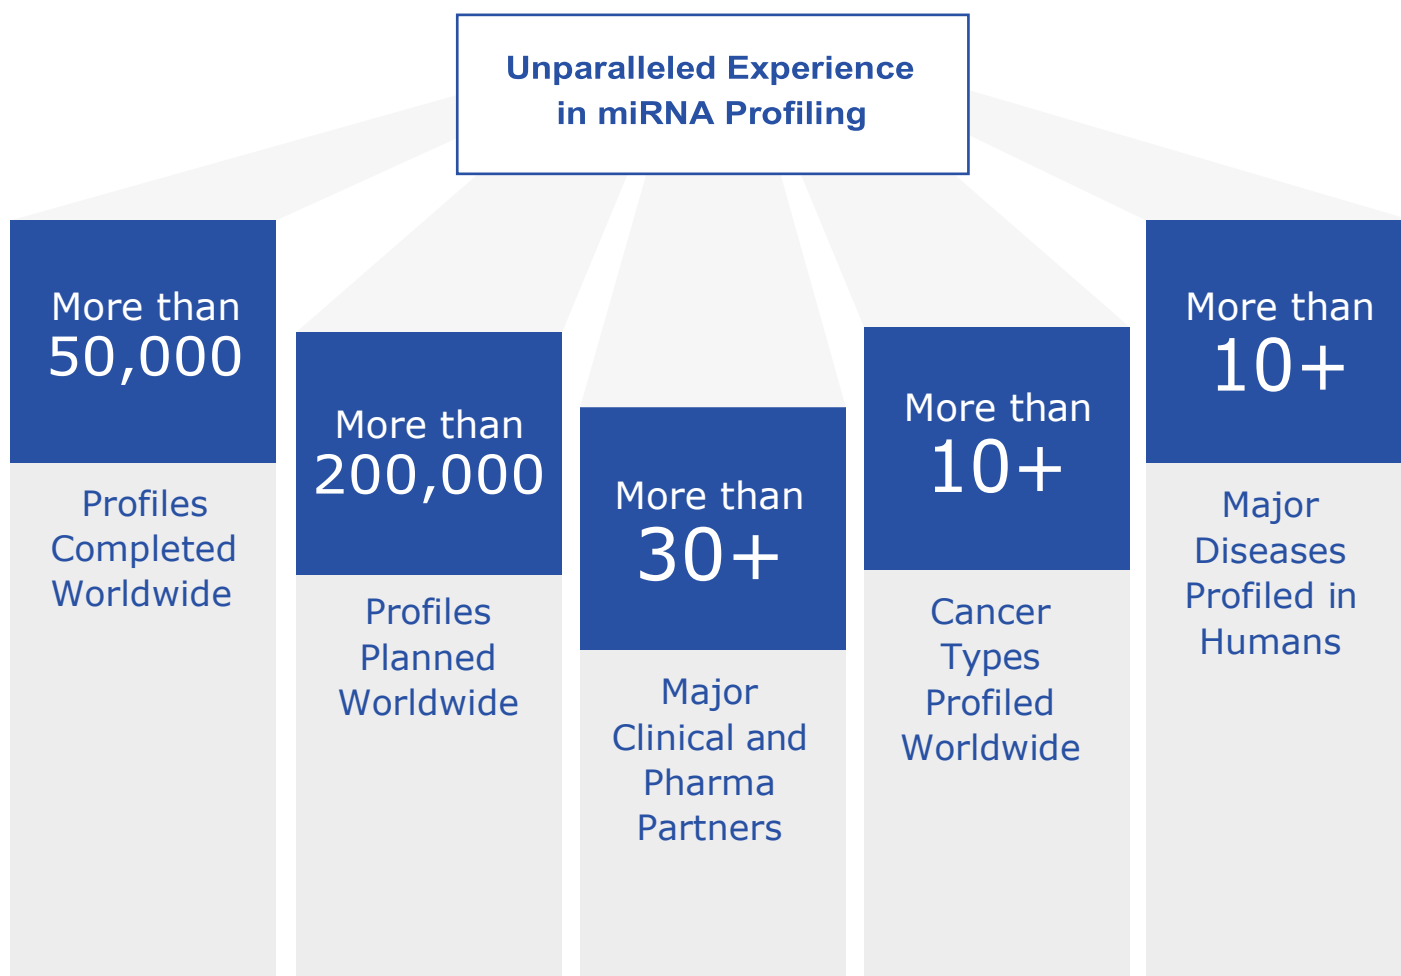 Unparalleled Experience
in miRNA Profiling
More than
50,000
Profiles
Completed
Worldwide
More than
200,000
Profiles
Planned
Worldwide
More than
30+
Major
Clinical and
Pharma
Partners
More than
10+
Cancer
Types
Profiled
Worldwide
More than
10+
Major
Diseases
Profiled in
Humans